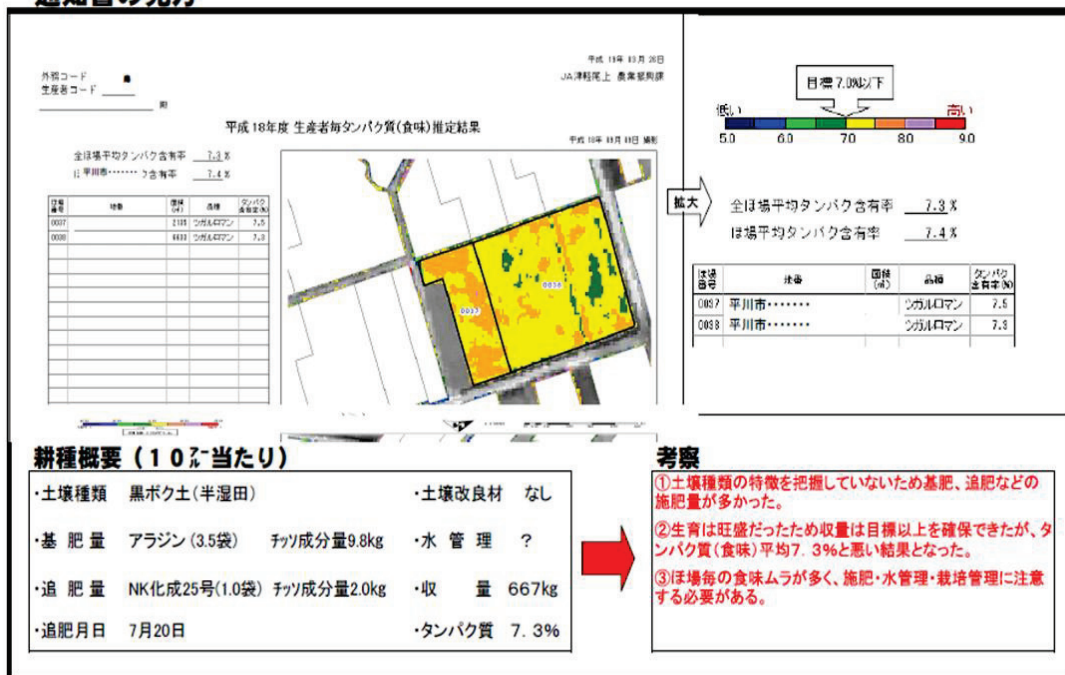 通知書の見方
平成 19年 03月 26日
JA津軽尾上 農業振興課
外務コード
生産者コード
殿
平成18年度 生産者毎タンパク質(食味)推定結果
平成 18年 09月 09日 撮影
全ほ場平均タンパク含有率 7.3 %
平川市・・・・・・・ ク含有率 7.4 %
ほ場番号 地番 面積(㎡) 品種 タンパク含有率(%)
0037 ツガルロマン 7.5
0038 ツガルロマン 7.3
0037
0038
拡大
目標7.0%以下
低い 高い
5.0 6.0 7.0 8.0 9.0
全ほ場平均タンパク含有率 7.3 %
ほ場平均タンパク含有率 7.4 %
ほ場番号 地番 面積(㎡) 品種 タンパク含有率(%)
0037 平川市・・・・・・・ ツガルロマン 7.5
0038 平川市・・・・・・・ ツガルロマン 7.3
耕種概要(10アール当たり)
・土壌種類 黒ボク土(半湿田) ・土壌改良材 なし
・基肥量 アラジン(3.5袋) チッソ成分量9.8kg ・水管理 ?
・追肥量 NK化成25号(1.0袋) チッソ成分量2.0kg ・収量 667kg
・追肥月日 7月20日 ・タンパク質 7.3%
考察
①土壌種類の特徴を把握していないため基肥、追肥などの
施肥量が多かった。
②生育は旺盛だったため収量は目標以上を確保できたが、タ
ンパク質(食味)平均7.3%と悪い結果となった。
③ほ場毎の食味ムラが多く、施肥・水管理・栽培管理に注意
する必要がある。